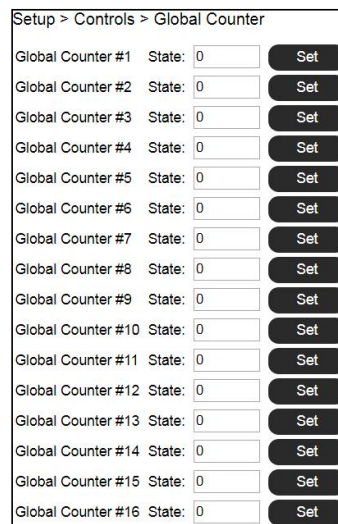 Setup > Controls > Global Counter
Global Counter #1 State: 0 Set
Global Counter #2 State: 0 Set
Global Counter #3 State: 0 Set
Global Counter #4 State: 0 Set
Global Counter #5 State: 0 Set
Global Counter #6 State: 0 Set
Global Counter #7 State: 0 Set
Global Counter #8 State: 0 Set
Global Counter #9 State: 0 Set
Global Counter #10 State: 0 Set
Global Counter #11 State: 0 Set
Global Counter #12 State: 0 Set
Global Counter #13 State: 0 Set
Global Counter #14 State: 0 Set
Global Counter #15 State: 0 Set
Global Counter #16 State: 0 Set